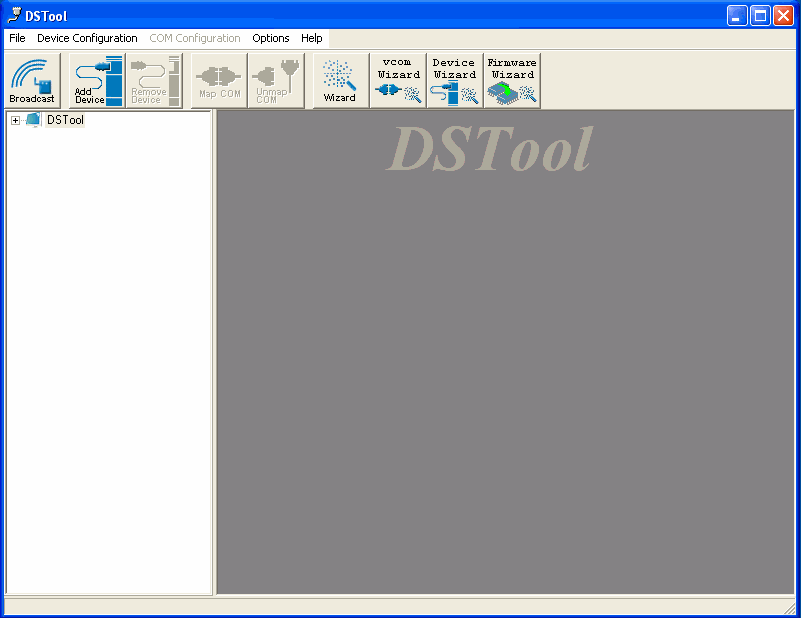 DSTool
File Device Configuration COM Configuration Options Help
Broadcast
Add
Device
Remove
Device
Map COM
Unmap
COM
Wizard
vcom
Wizard
Device
Wizard
Firmware
Wizard
DSTool
DSTool